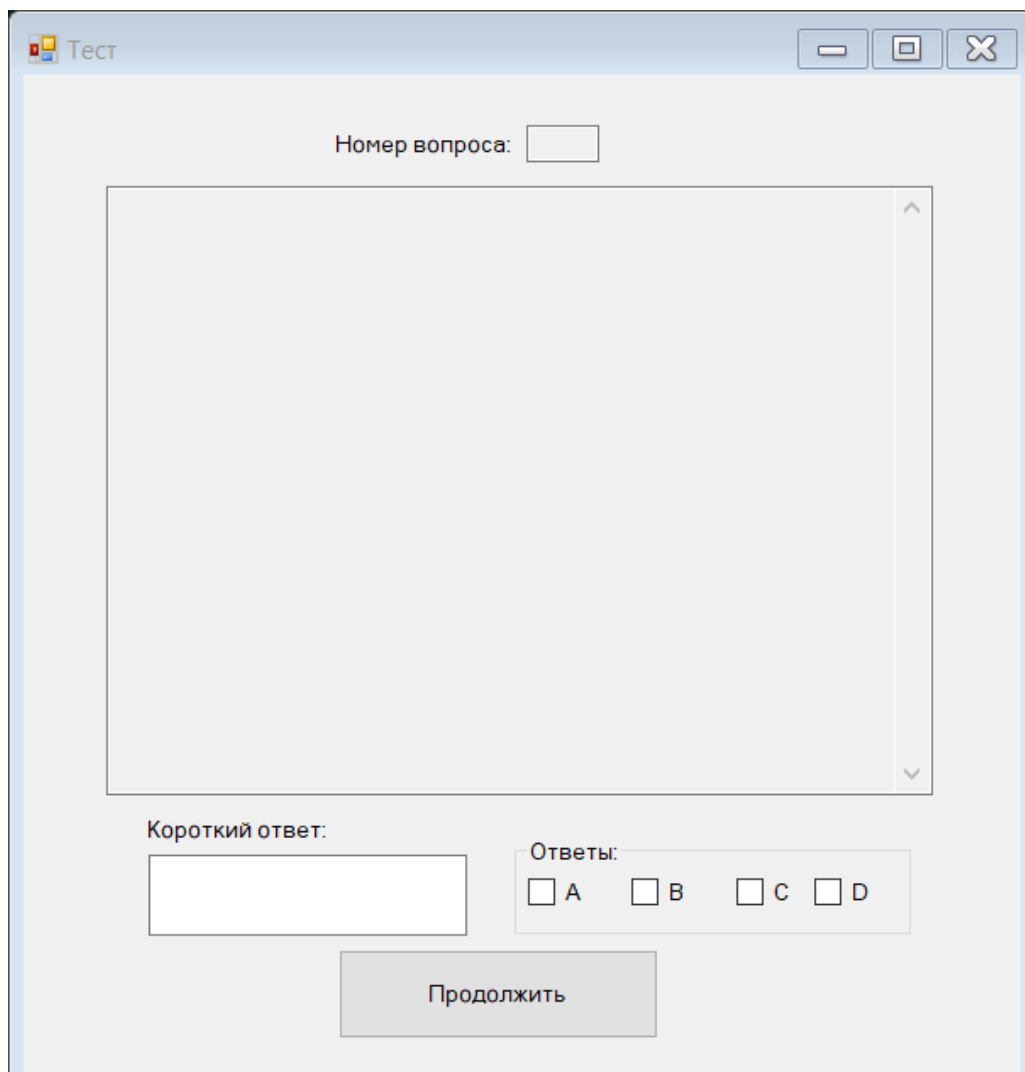 Тест
Номер вопроса:
Короткий ответ:
Ответы:
A B C D
Продолжить